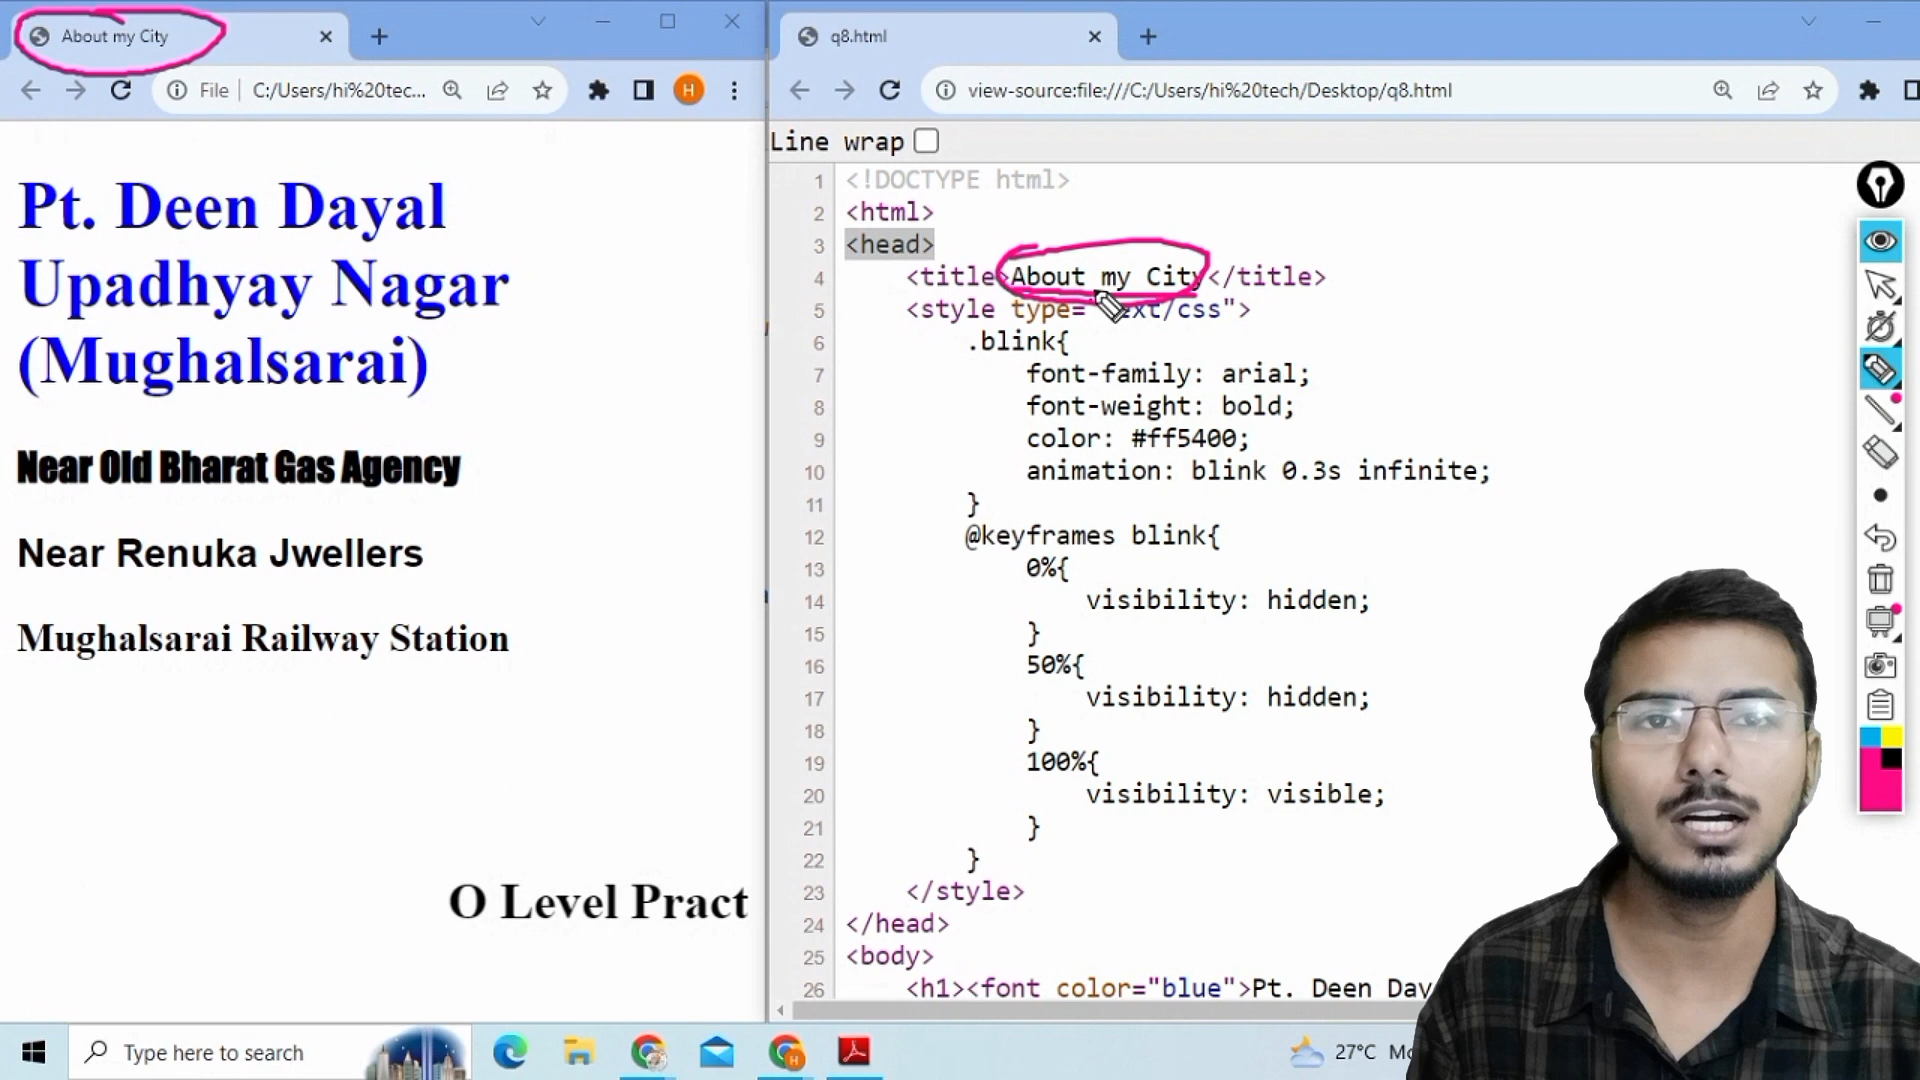 About my City
q8.html
File
C:/Users/hi%20tec...
H
view-source:file:///C:/Users/hi%20tech/Desktop/q8.html
Line wrap
Pt. Deen Dayal
Upadhyay Nagar
(Mughalsarai)
Near Old Bharat Gas Agency
Near Renuka Jwellers
Mughalsarai Railway Station
O Level Pract
1 <!DOCTYPE html>
2 <html>
3 <head>
4 <title>About my City</title>
5 <style type="text/css">
6 .blink{
7 font-family: arial;
8 font-weight: bold;
9 color: #ff5400;
10 animation: blink 0.3s infinite;
11 }
12 @keyframes blink{
13 0%{
14 visibility: hidden;
15 }
16 50%{
17 visibility: hidden;
18 }
19 100%{
20 visibility: visible;
21 }
22 }
23 </style>
24 </head>
25 <body>
26 <h1><font color="blue">Pt. Deen Day
Type here to search
H
27°C